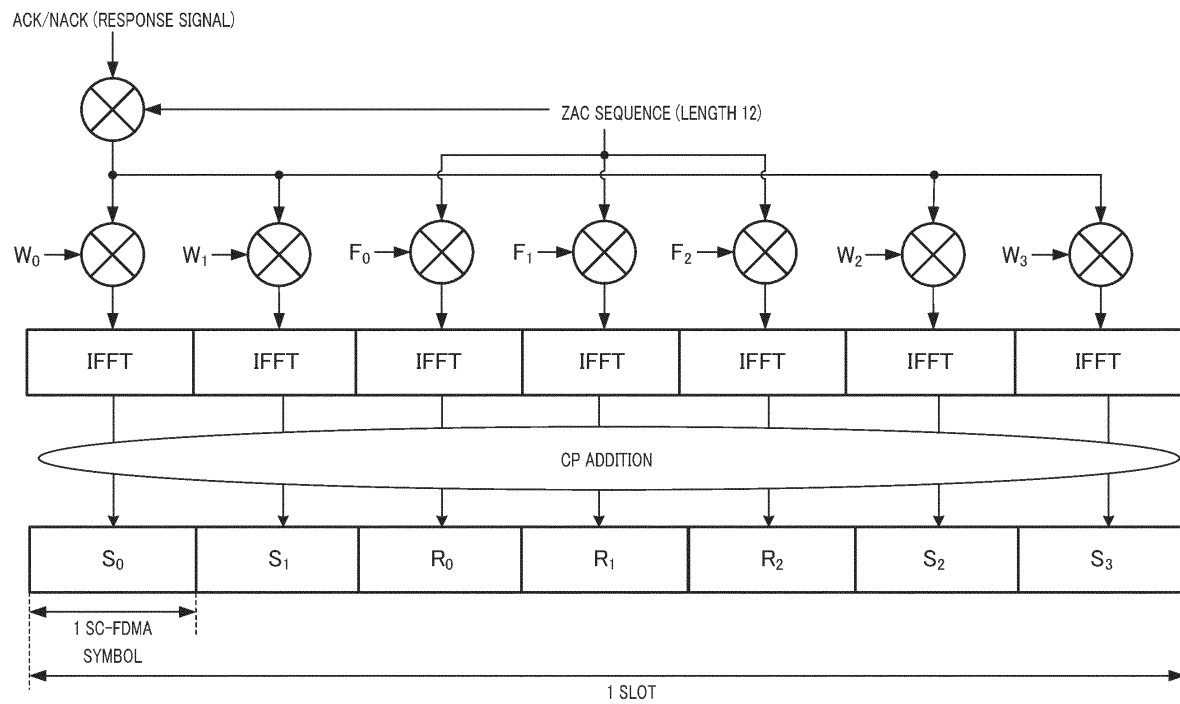 ACK/NACK (RESPONSE SIGNAL)
ZAC SEQUENCE (LENGTH 12)
W₀ W₁ F₀ F₁ F₂ W₂ W₃
IFFT IFFT IFFT IFFT IFFT IFFT IFFT
CP ADDITION
S₀ S₁ R₀ R₁ R₂ S₂ S₃
1 SC-FDMA
SYMBOL
1 SLOT